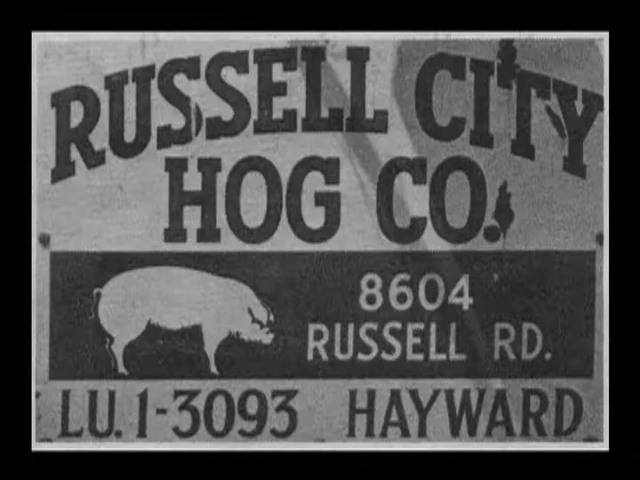 RUSSELL CITY
HOG CO.
8604
RUSSELL RD.
LU. 1-3093 HAYWARD